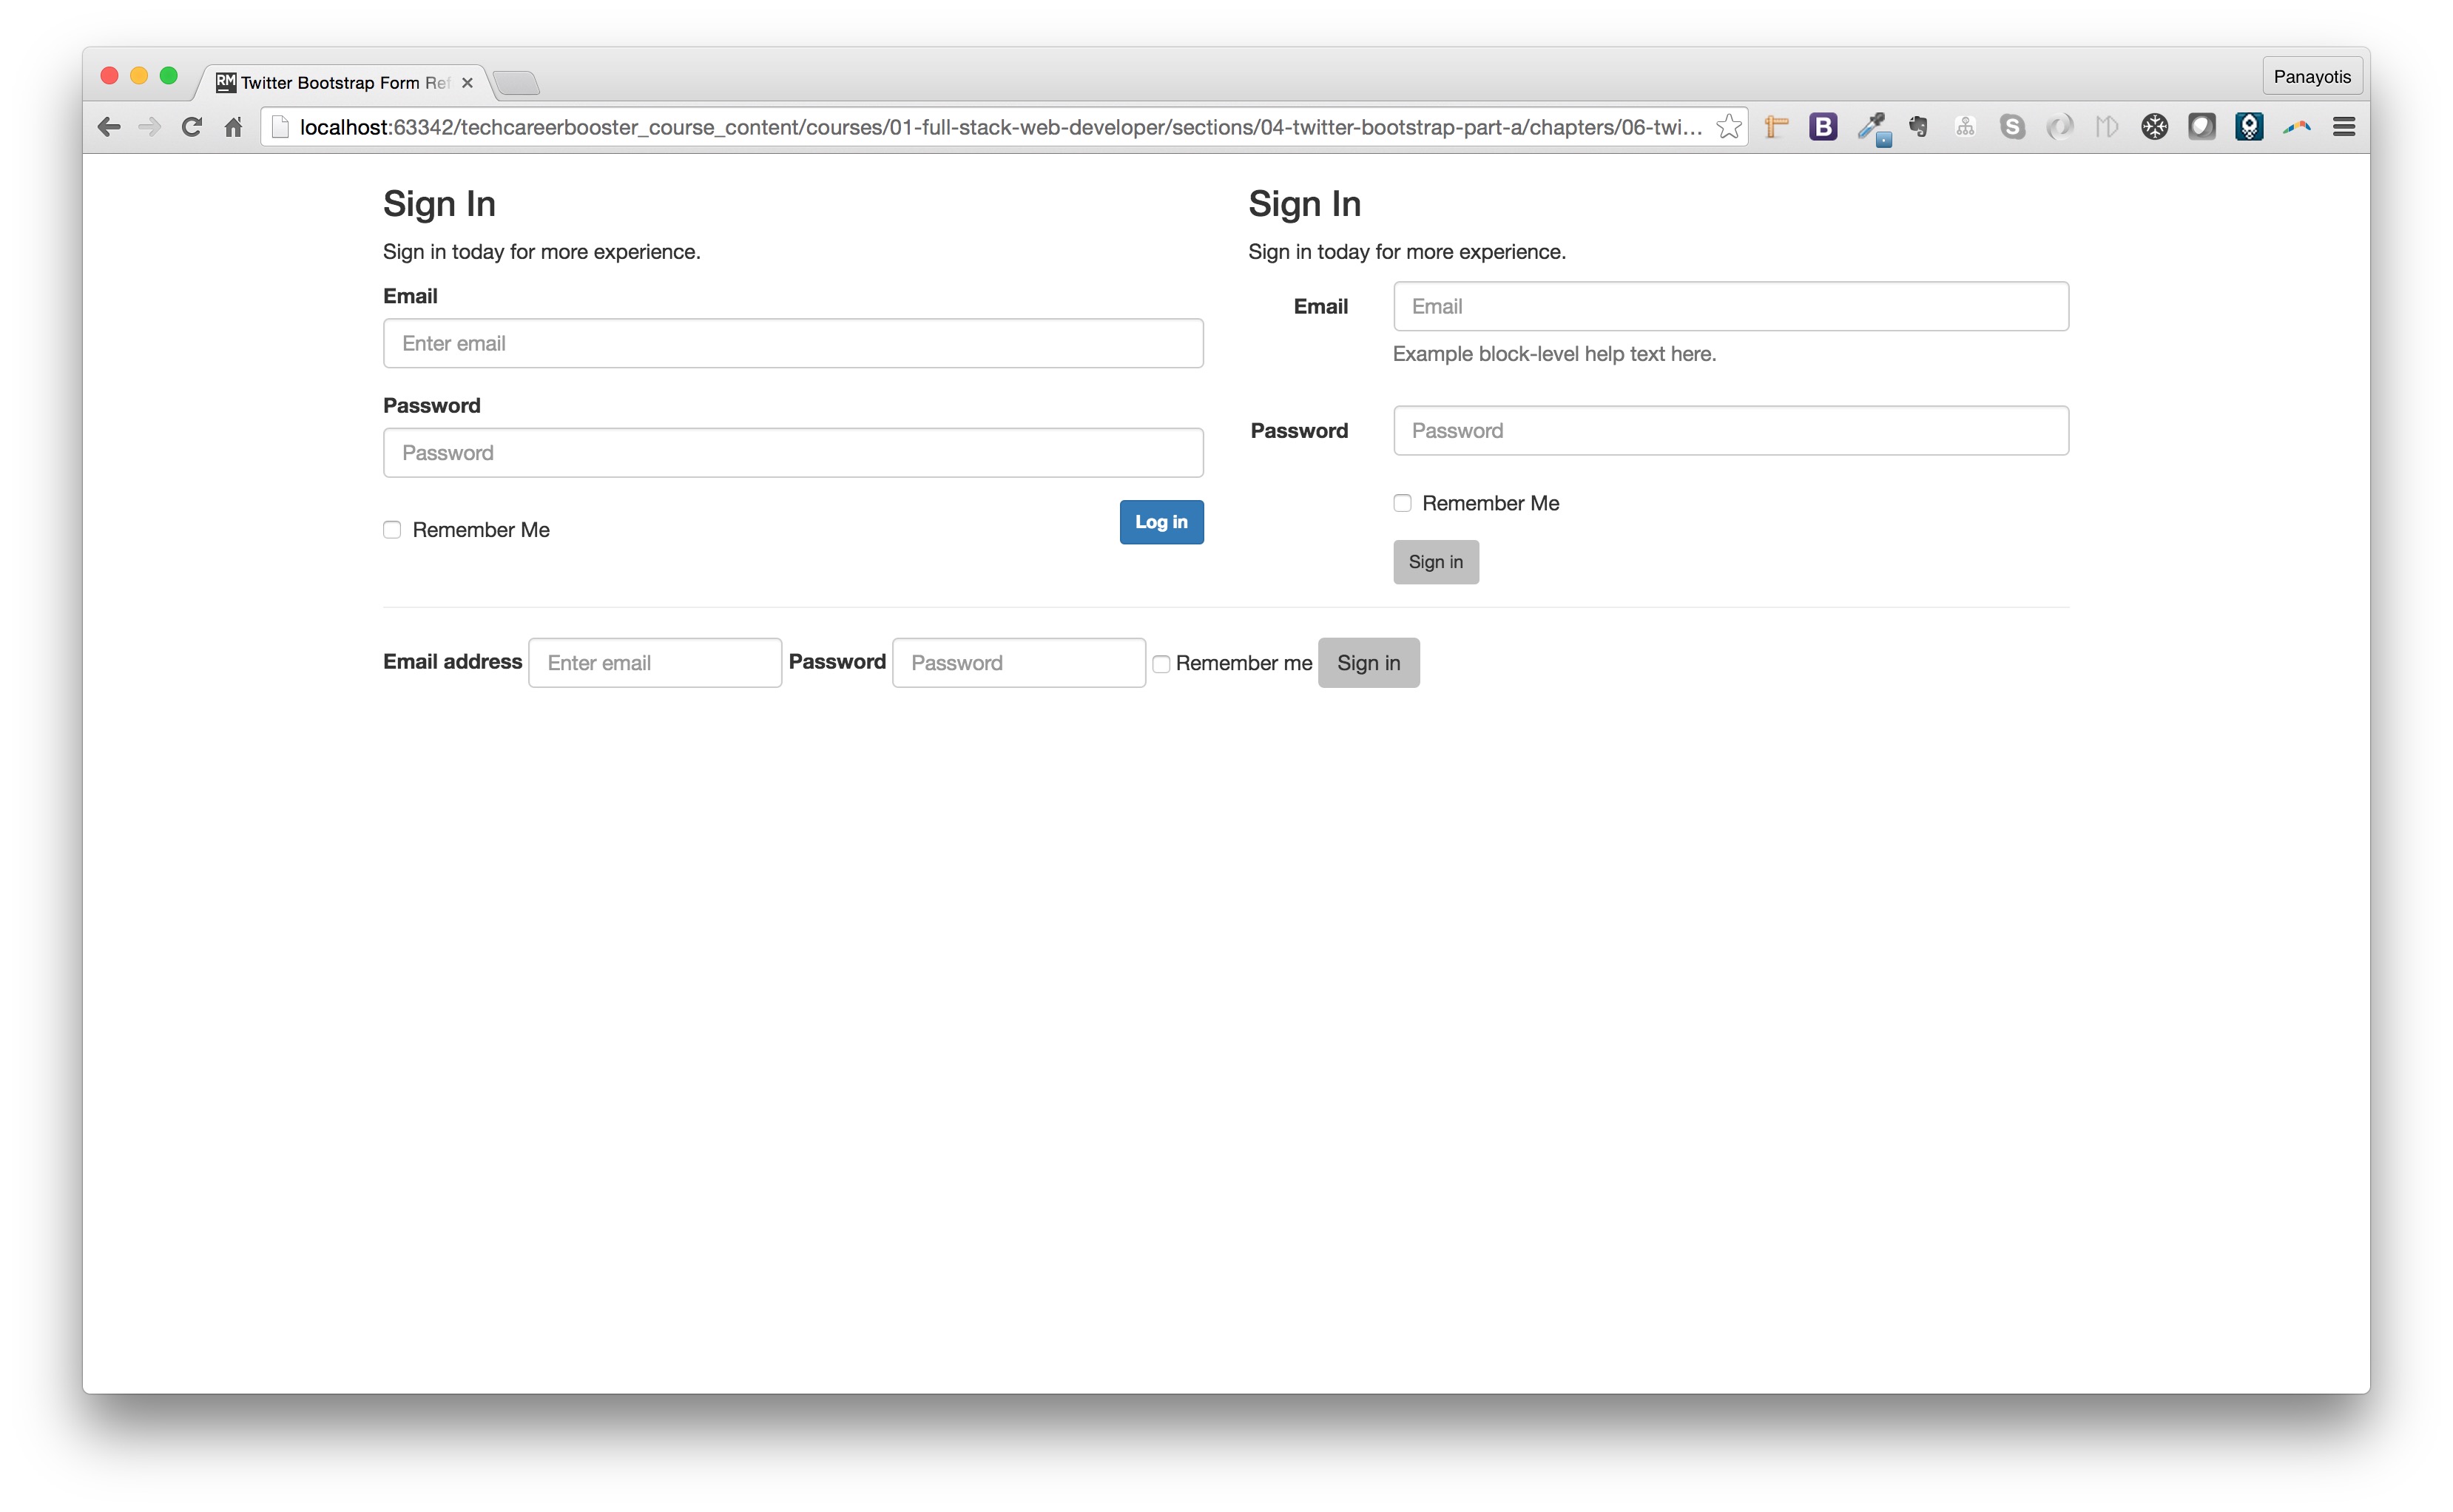 RM Twitter Bootstrap Form Ref
Panayotis
localhost:63342/techcareerbooster_course_content/courses/01-full-stack-web-developer/sections/04-twitter-bootstrap-part-a/chapters/06-twi...
Sign In
Sign in today for more experience.
Email
Enter email
Password
Password
Remember Me
Log in
Sign In
Sign in today for more experience.
Email
Email
Example block-level help text here.
Password
Password
Remember Me
Sign in
Email address Enter email Password Password Remember me Sign in